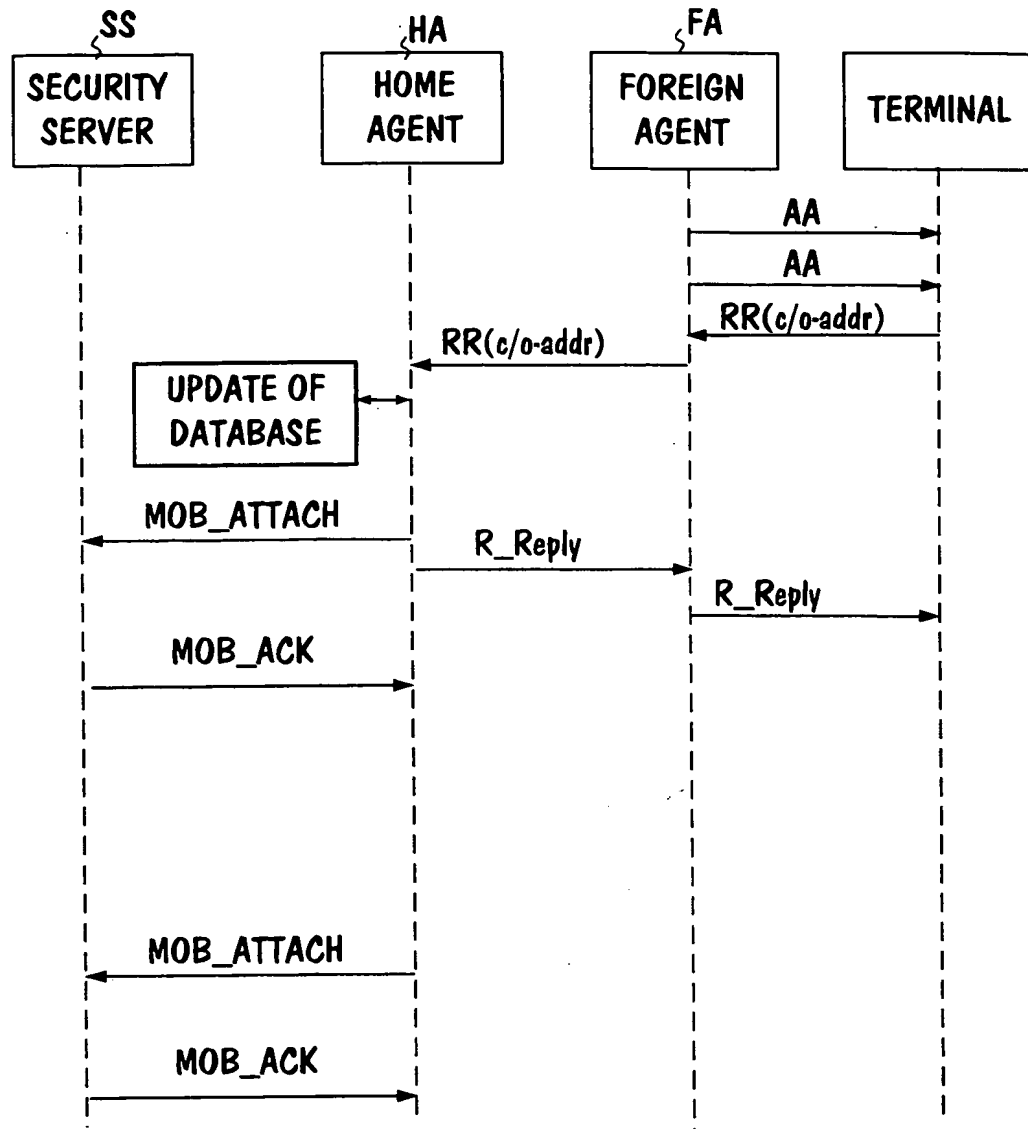 SS
HA
FA
SECURITY
SERVER
HOME
AGENT
FOREIGN
AGENT
TERMINAL
AA
AA
RR(c/o-addr)
RR(c/o-addr)
UPDATE OF
DATABASE
MOB_ATTACH
R_Reply
R_Reply
MOB_ACK
MOB_ATTACH
MOB_ACK